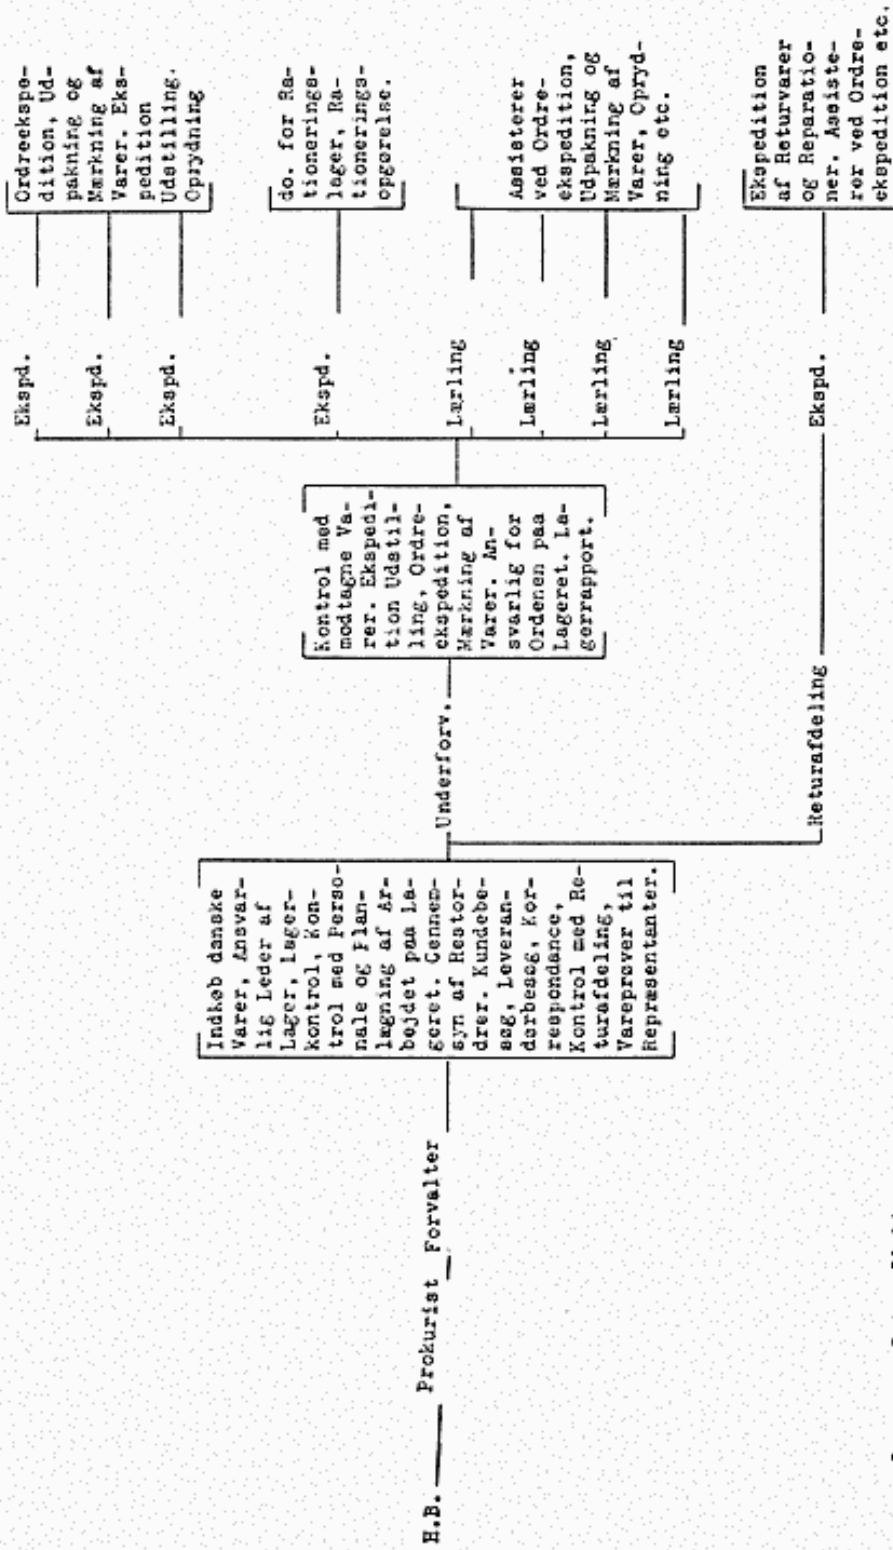 H.B.
Prokurist
Forvalter
Indkøb danske
Varer, Ansvar-
lig Leder af
Lager, Lager-
kontrol, Kon-
trol med Perso-
nale og Plan-
lægning af Ar-
bejdet paa La-
geret. Gennem-
syn af Restor-
drer. Kundebe-
søg, Leveran-
dørbesøg, Kor-
respondance,
Kontrol med Re-
turafdeling,
Vareprøver til
Repræsentanter.
Underforv.
Kontrol med
modtagne Va-
rer. Ekspedi-
tion Udstil-
ling, Ordre-
ekspedition,
Mærkning af
Varer. An-
svarlig for
Ordenen paa
Lageret. La-
gerrapport.
Ekspd.
Ekspd.
Ekspd.
Ordreekspe-
dition, Ud-
pakning og
Mærkning af
Varer. Eks-
pedition
Udstilling.
Oprydning
Ekspd.
do. for Ra-
tionerings-
lager, Ra-
tionerings-
opgørelse.
Lærling
Lærling
Lærling
Lærling
Assisterer
ved Ordre-
ekspedition,
Udpakning og
Mærkning af
Varer, Opryd-
ning etc.
Returafdeling
Ekspd.
Ekspedition
af Returvarer
og Reparatio-
ner. Assiste-
rer ved Ordre-
ekspedition etc.